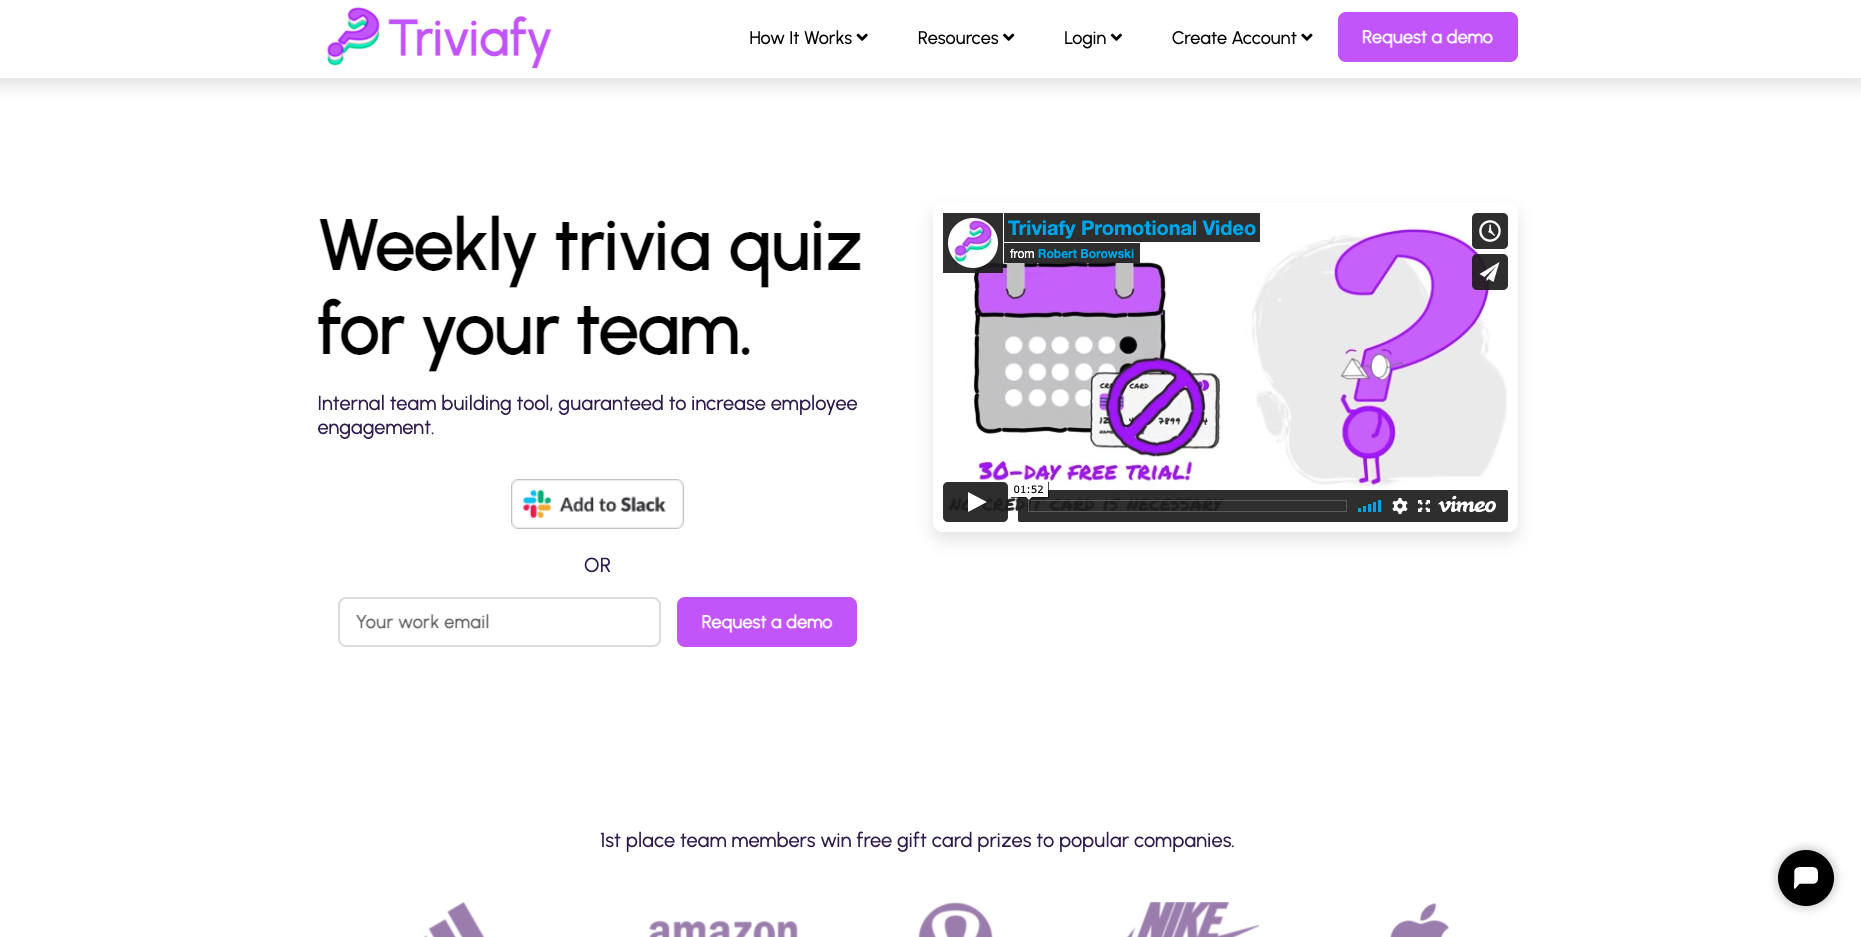 Triviafy
How It Works
Resources
Login
Create Account
Request a demo
Weekly trivia quiz
for your team.
Internal team building tool, guaranteed to increase employee
engagement.
Add to Slack
OR
Your work email
Request a demo
Triviafy Promotional Video
from Robert Borowski
CARD
7899
30-DAY FREE TRIAL!
NO CREDIT CARD IS NECESSARY
01:52
vimeo
1st place team members win free gift card prizes to popular companies.
amazon
NIKE